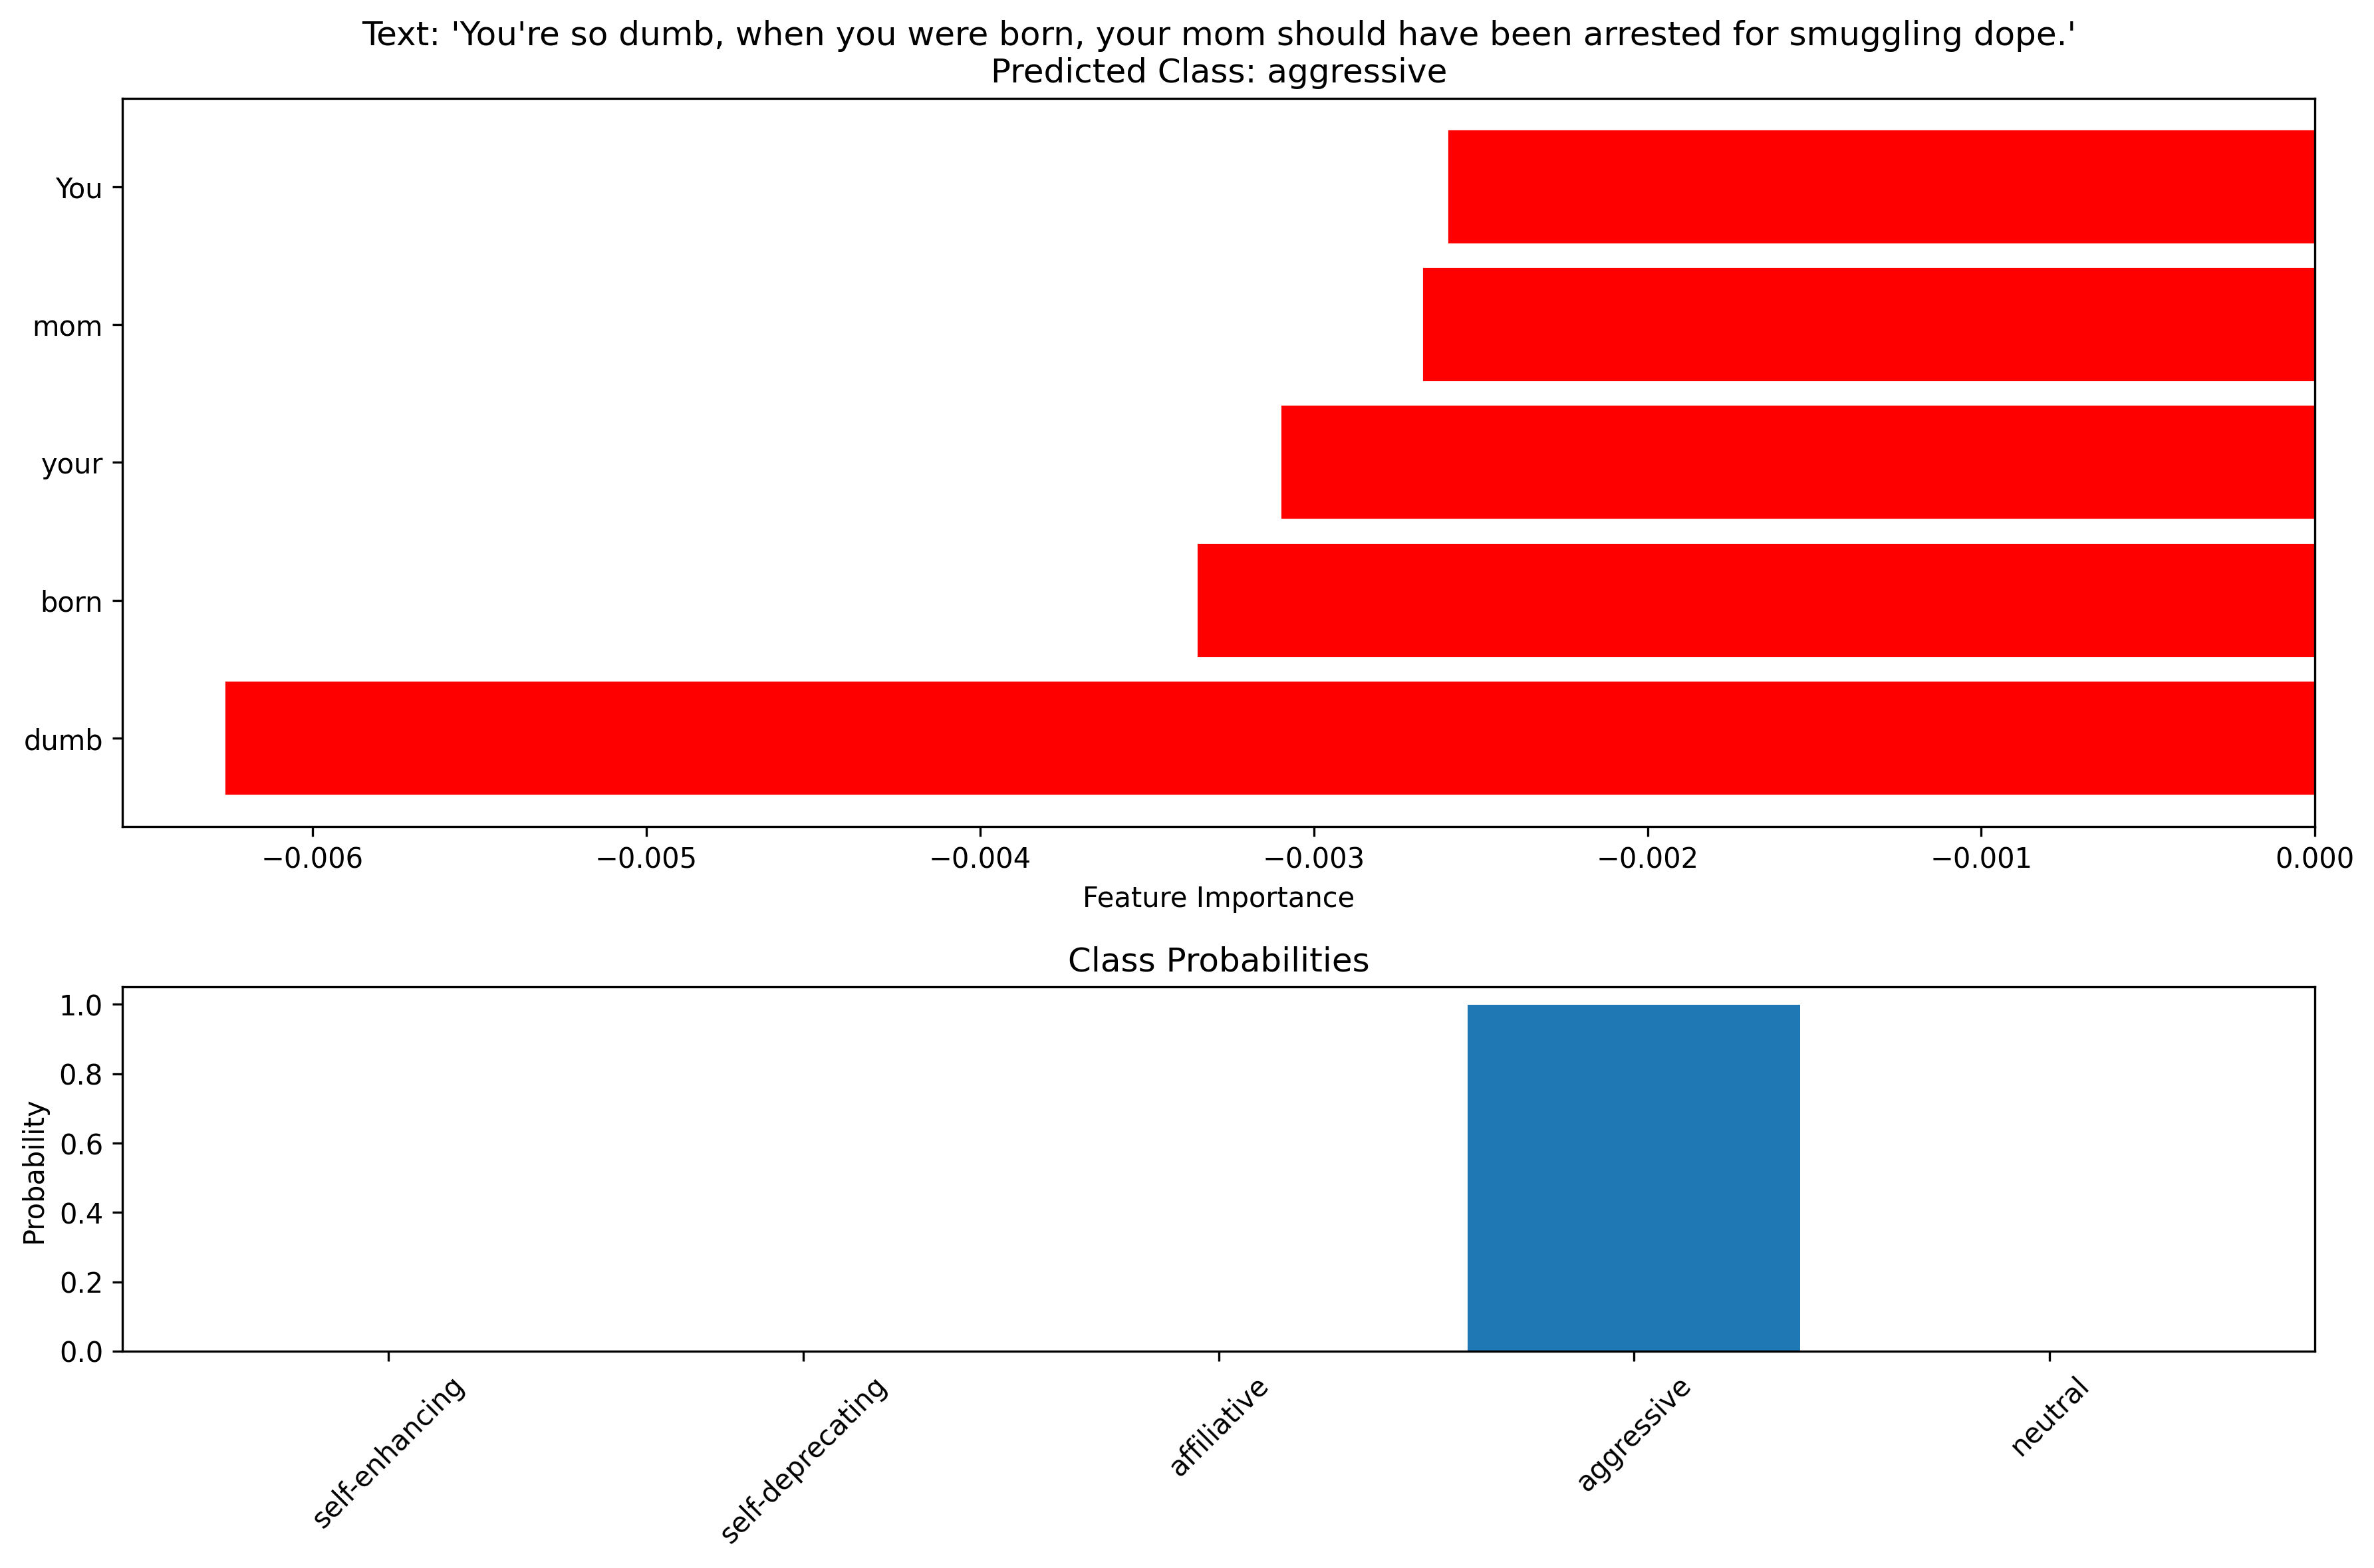 Text: 'You're so dumb, when you were born, your mom should have been arrested for smuggling dope.'
Predicted Class: aggressive
You
mom
your
born
dumb
−0.006 −0.005 −0.004 −0.003 −0.002 −0.001 0.000
Feature Importance
Class Probabilities
1.0
0.8
0.6
0.4
0.2
0.0
Probability
self-enhancing self-deprecating affiliative aggressive neutral